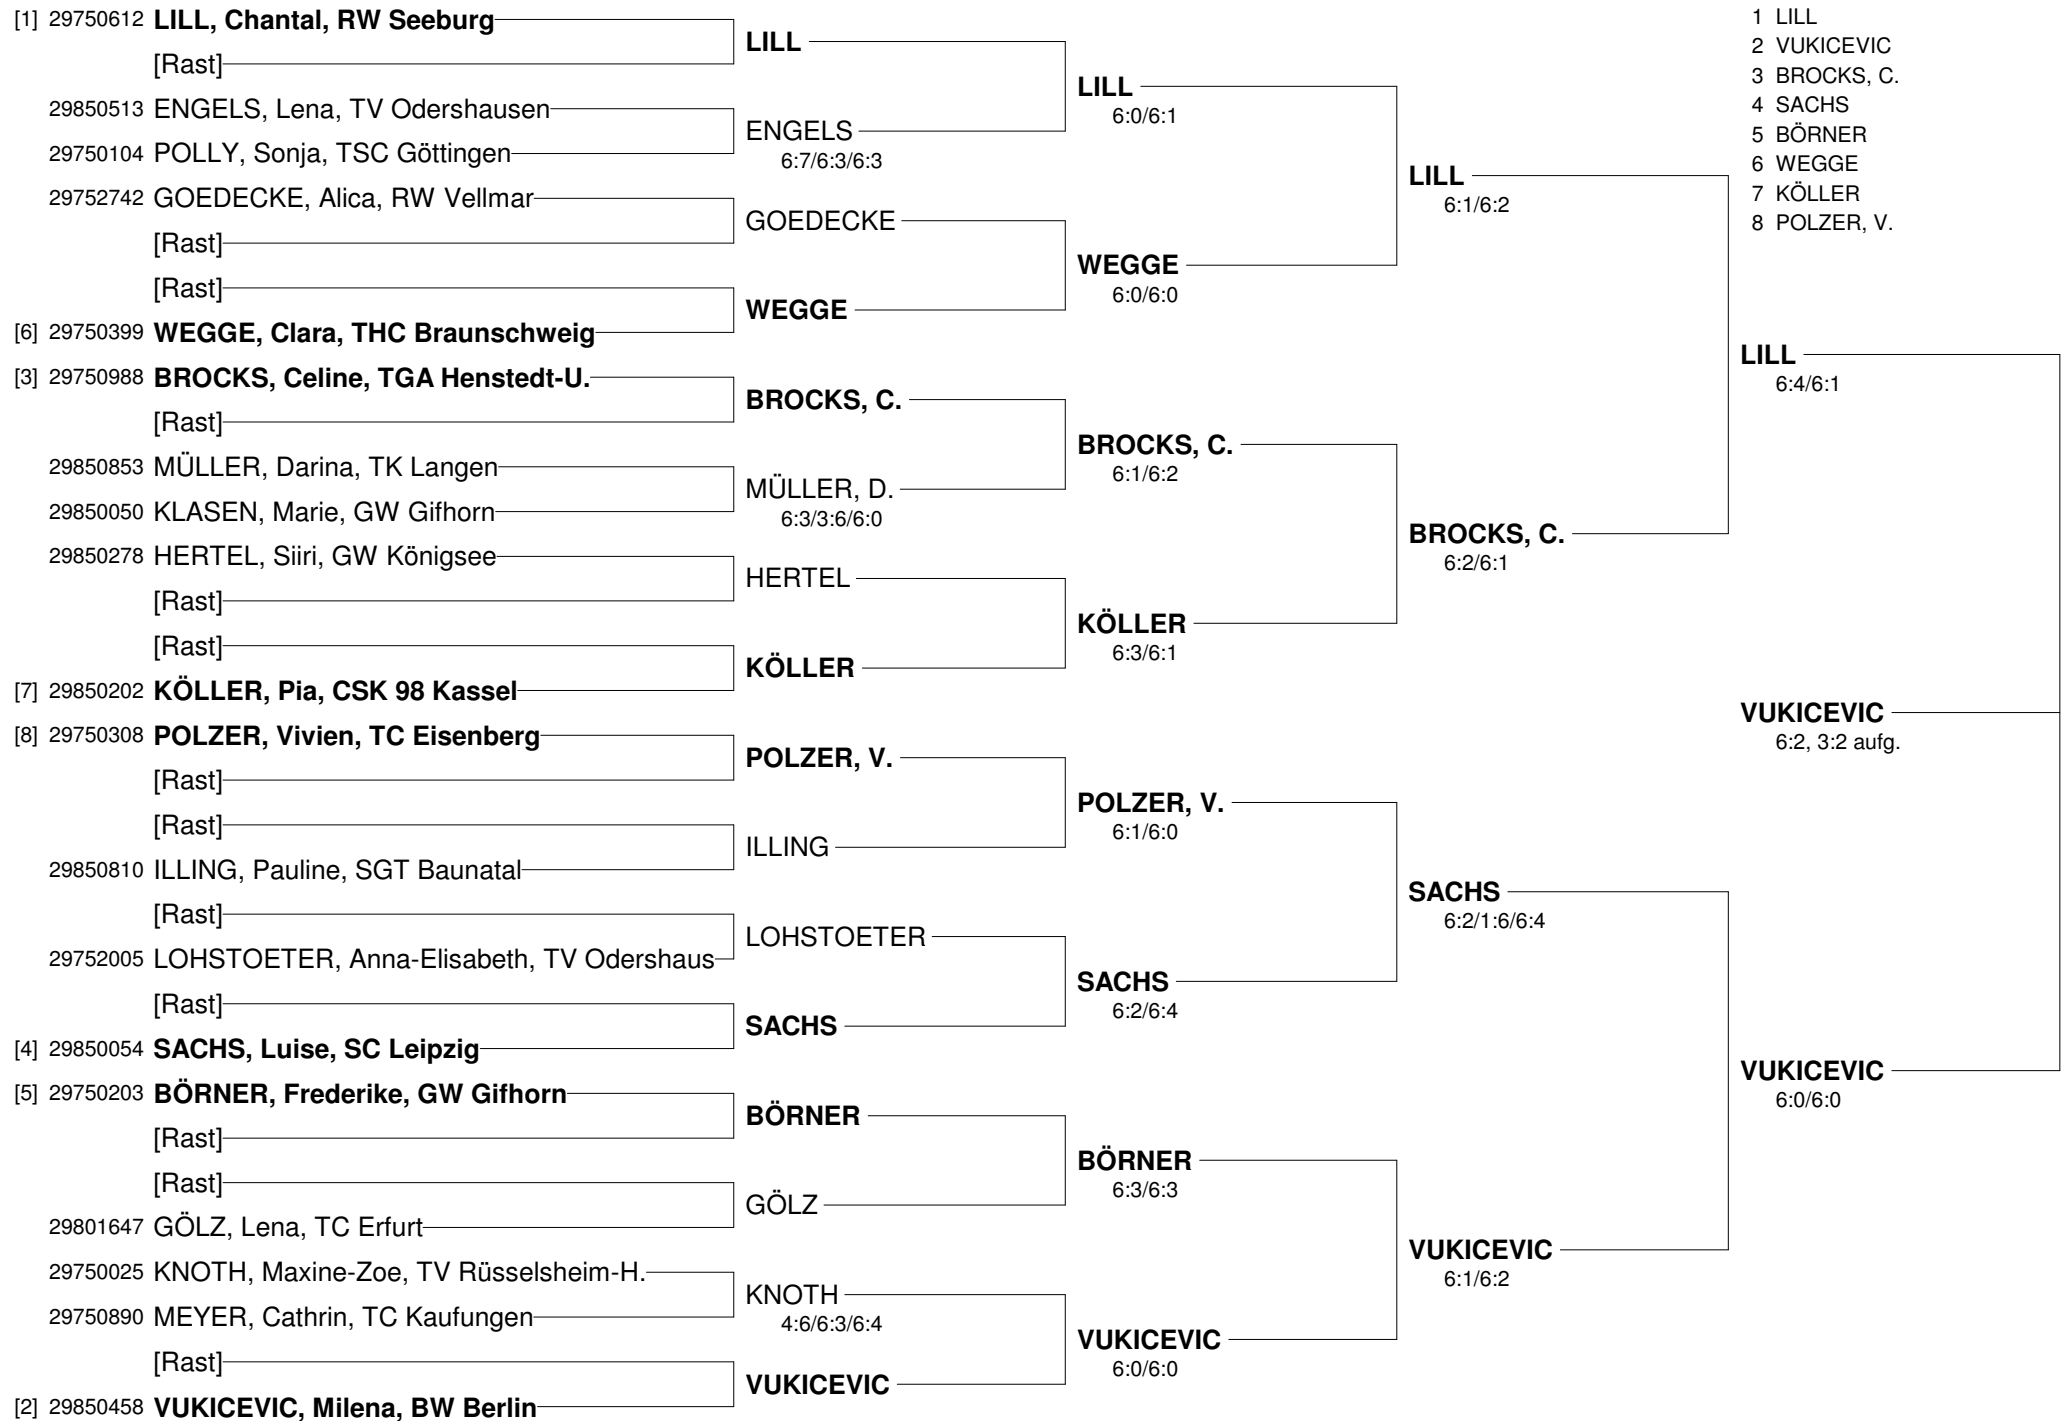 [1] 29750612 LILL, Chantal, RW Seeburg
[Rast]
29850513 ENGELS, Lena, TV Odershausen
29750104 POLLY, Sonja, TSC Göttingen
29752742 GOEDECKE, Alica, RW Vellmar
[Rast]
[Rast]
[6] 29750399 WEGGE, Clara, THC Braunschweig
[3] 29750988 BROCKS, Celine, TGA Henstedt-U.
[Rast]
29850853 MÜLLER, Darina, TK Langen
29850050 KLASEN, Marie, GW Gifhorn
29850278 HERTEL, Siiri, GW Königsee
[Rast]
[Rast]
[7] 29850202 KÖLLER, Pia, CSK 98 Kassel
[8] 29750308 POLZER, Vivien, TC Eisenberg
[Rast]
[Rast]
29850810 ILLING, Pauline, SGT Baunatal
[Rast]
29752005 LOHSTOETER, Anna-Elisabeth, TV Odershaus
[Rast]
[4] 29850054 SACHS, Luise, SC Leipzig
[5] 29750203 BÖRNER, Frederike, GW Gifhorn
[Rast]
[Rast]
29801647 GÖLZ, Lena, TC Erfurt
29750025 KNOTH, Maxine-Zoe, TV Rüsselsheim-H.
29750890 MEYER, Cathrin, TC Kaufungen
[Rast]
[2] 29850458 VUKICEVIC, Milena, BW Berlin
LILL
ENGELS
6:7/6:3/6:3
GOEDECKE
WEGGE
BROCKS, C.
MÜLLER, D.
6:3/3:6/6:0
HERTEL
KÖLLER
POLZER, V.
ILLING
LOHSTOETER
SACHS
BÖRNER
GÖLZ
KNOTH
4:6/6:3/6:4
VUKICEVIC
LILL
6:0/6:1
WEGGE
6:0/6:0
BROCKS, C.
6:1/6:2
KÖLLER
6:3/6:1
POLZER, V.
6:1/6:0
SACHS
6:2/6:4
BÖRNER
6:3/6:3
VUKICEVIC
6:0/6:0
LILL
6:1/6:2
BROCKS, C.
6:2/6:1
SACHS
6:2/1:6/6:4
VUKICEVIC
6:1/6:2
LILL
6:4/6:1
VUKICEVIC
6:2, 3:2 aufg.
VUKICEVIC
6:0/6:0
1 LILL
2 VUKICEVIC
3 BROCKS, C.
4 SACHS
5 BÖRNER
6 WEGGE
7 KÖLLER
8 POLZER, V.